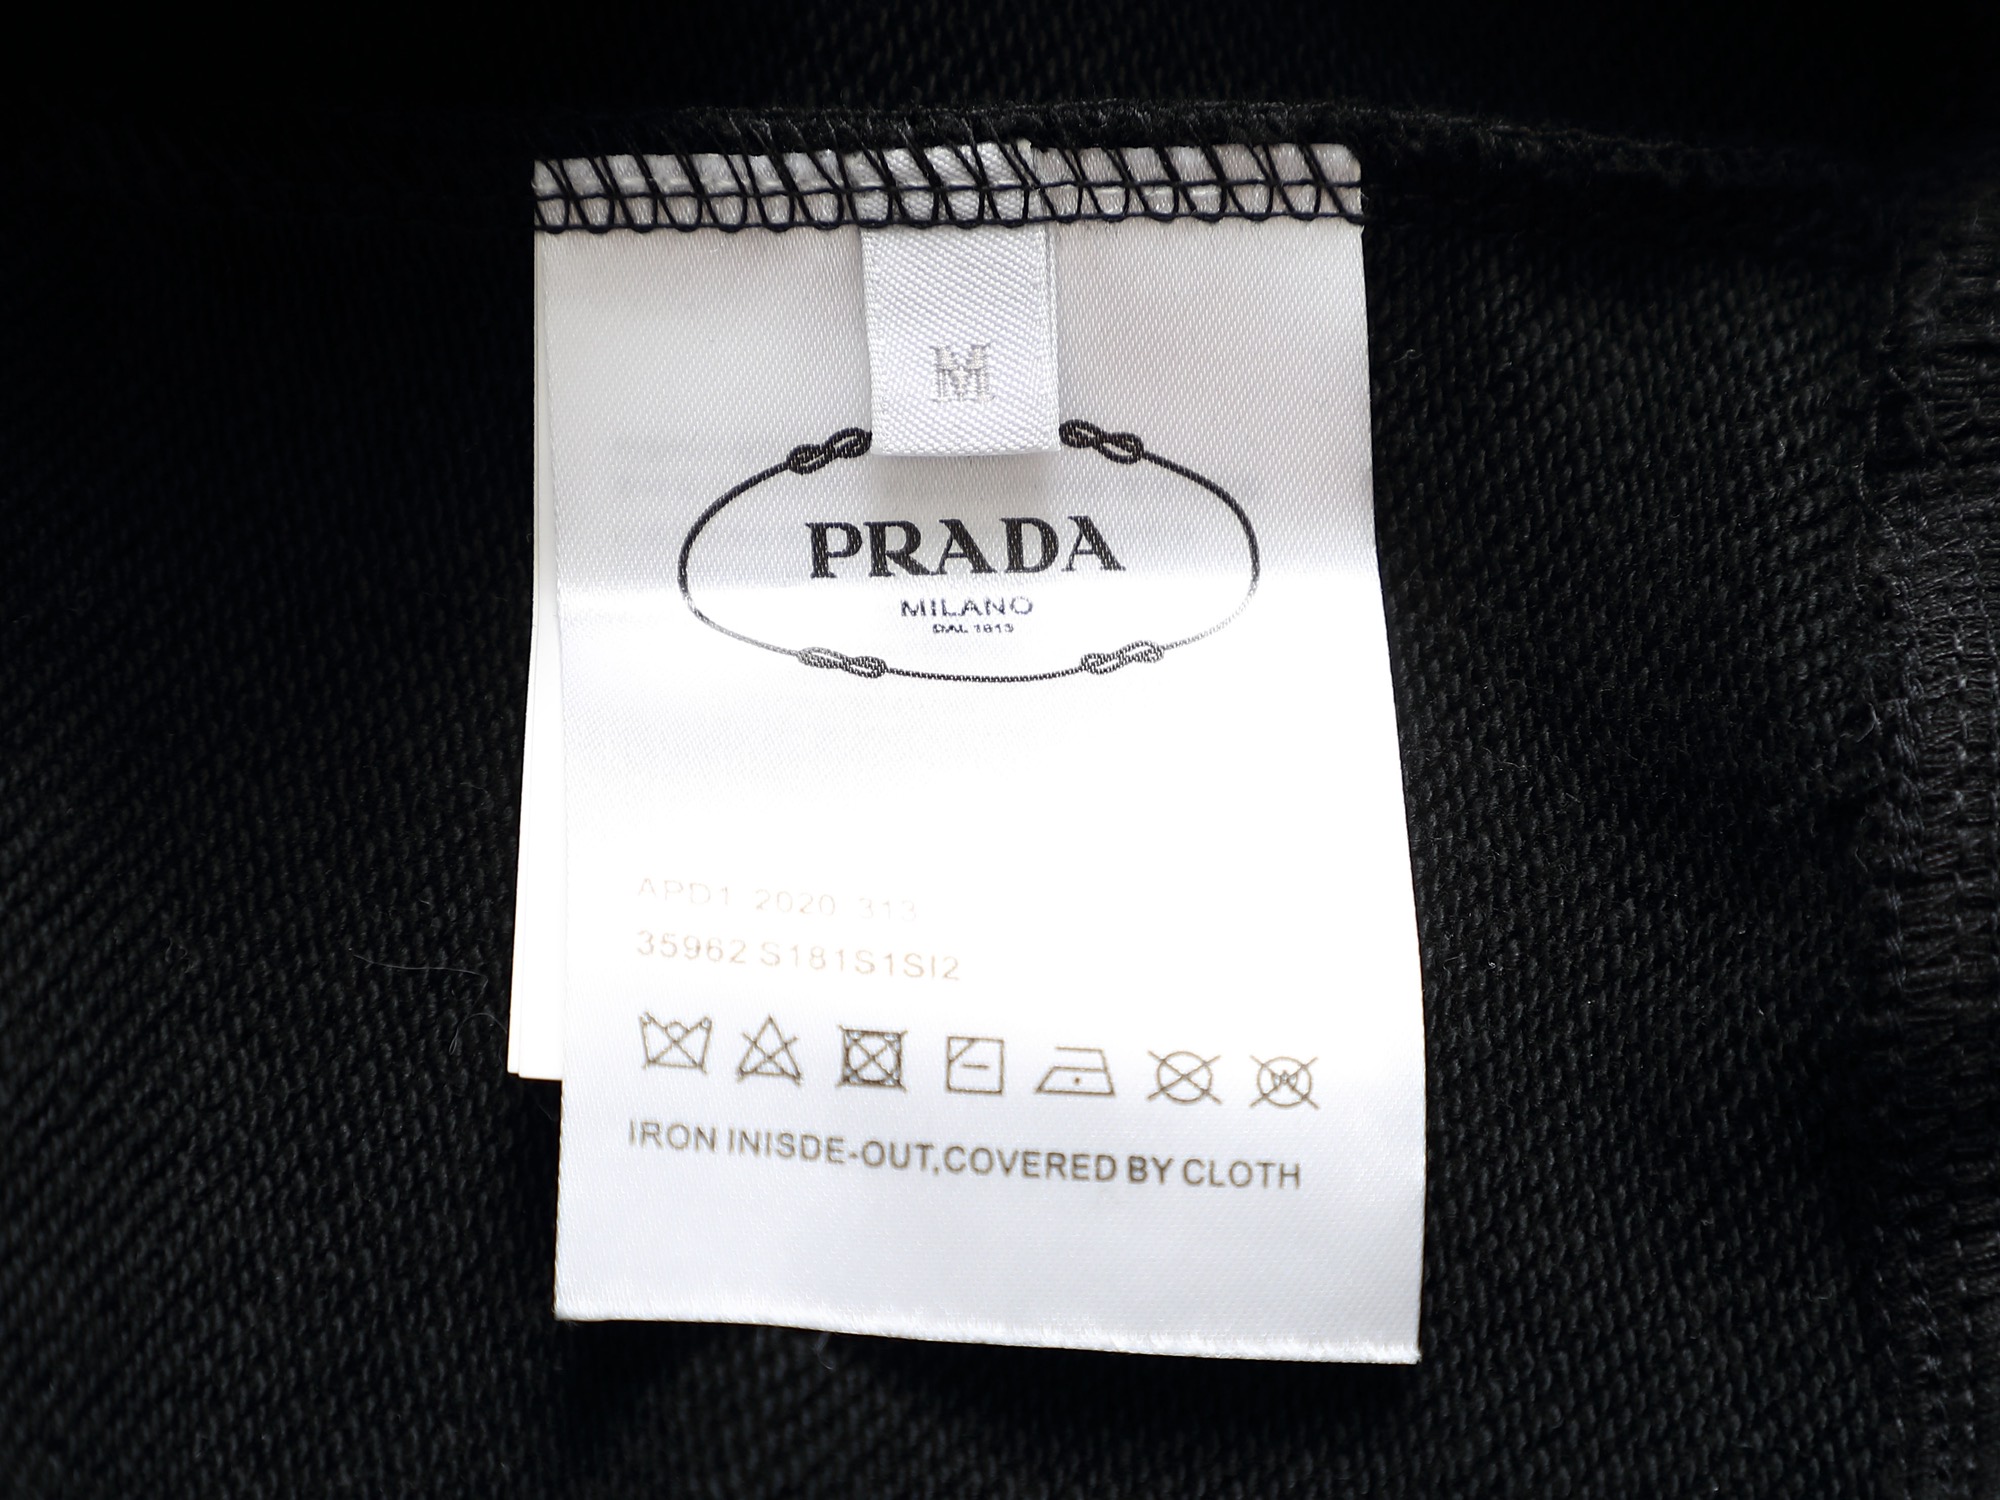 M
PRADA
MILANO
DAL 1913
APD1 2020 313
35962 S181S1SI2
W
IRON INISDE-OUT,COVERED BY CLOTH